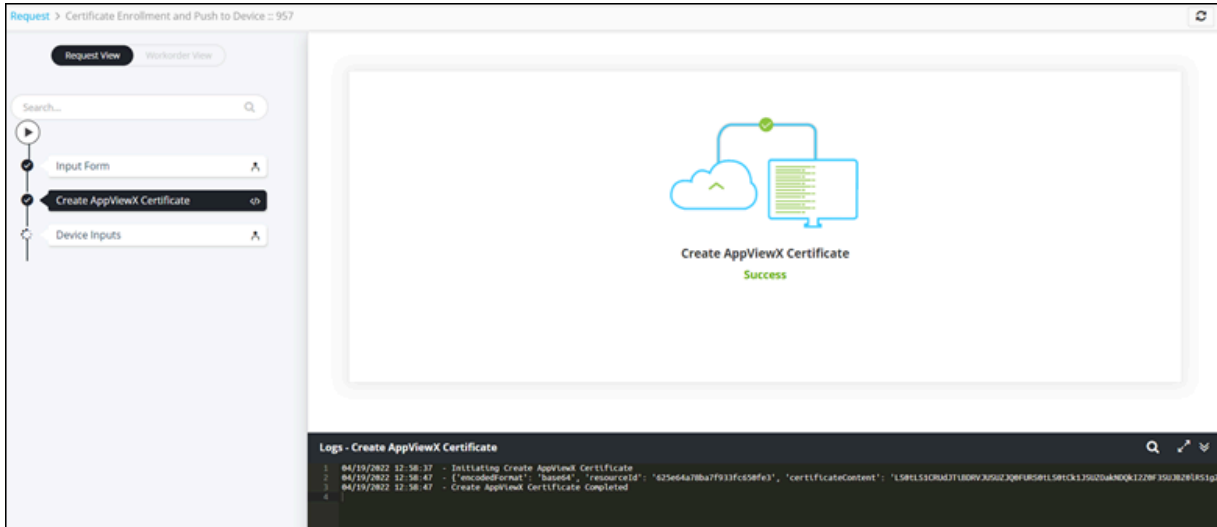 Request > Certificate Enrollment and Push to Device :: 957
Request View
Workorder View
Search...
Input Form
Create AppViewX Certificate
Device Inputs
Create AppViewX Certificate
Success
Logs - Create AppViewX Certificate
1 04/19/2022 12:58:37 - Initiating Create AppViewX Certificate
2 04/19/2022 12:58:47 - {'encodedFormat': 'base64', 'resourceId': '625e64a78ba7f933fc650fe3', 'certificateContent':
3 04/19/2022 12:58:47 - Create AppViewX Certificate Completed
4